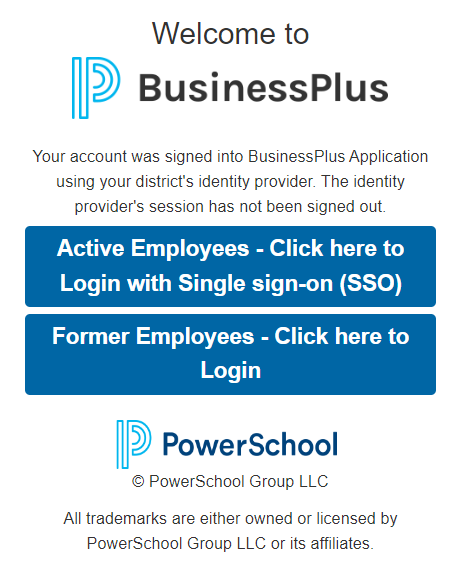 Welcome to
BusinessPlus
Your account was signed into BusinessPlus Application
using your district's identity provider. The identity
provider's session has not been signed out.
Active Employees - Click here to
Login with Single sign-on (SSO)
Former Employees - Click here to
Login
PowerSchool
© PowerSchool Group LLC
All trademarks are either owned or licensed by
PowerSchool Group LLC or its affiliates.